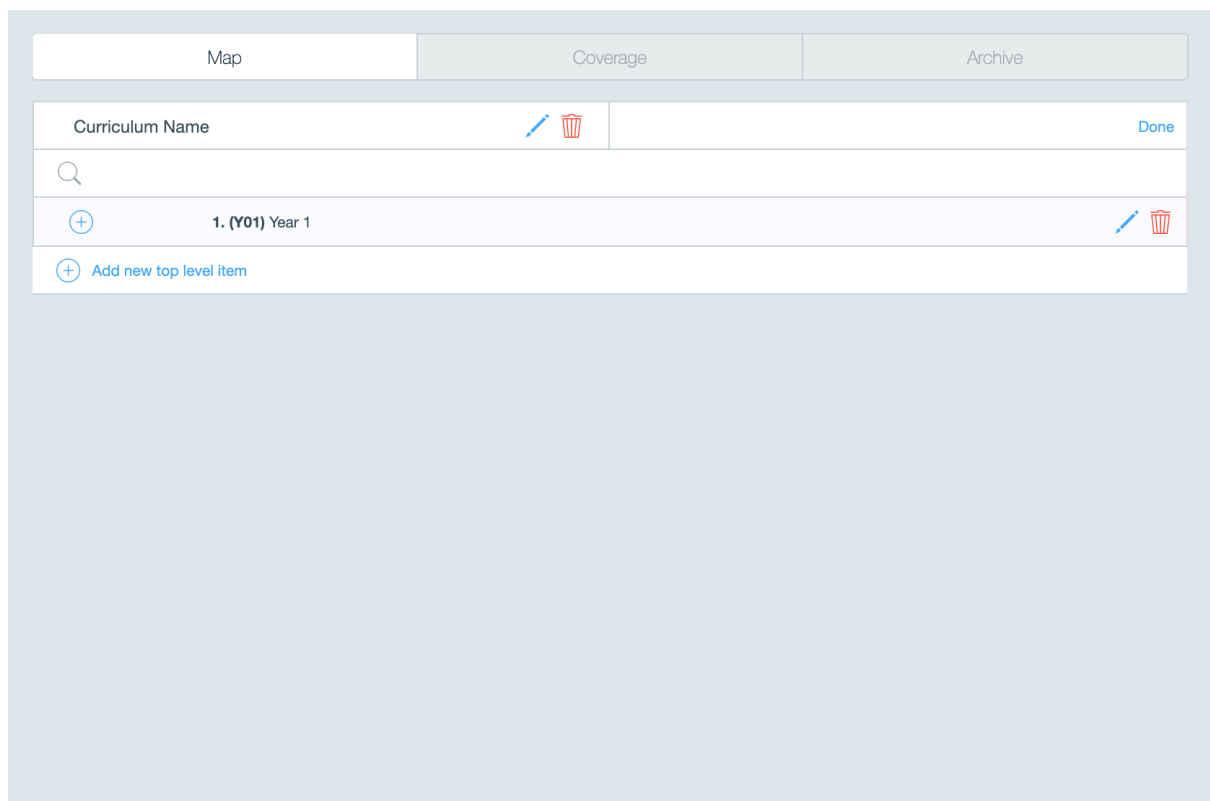 Map Coverage Archive
Curriculum Name Done
1. (Y01) Year 1
Add new top level item